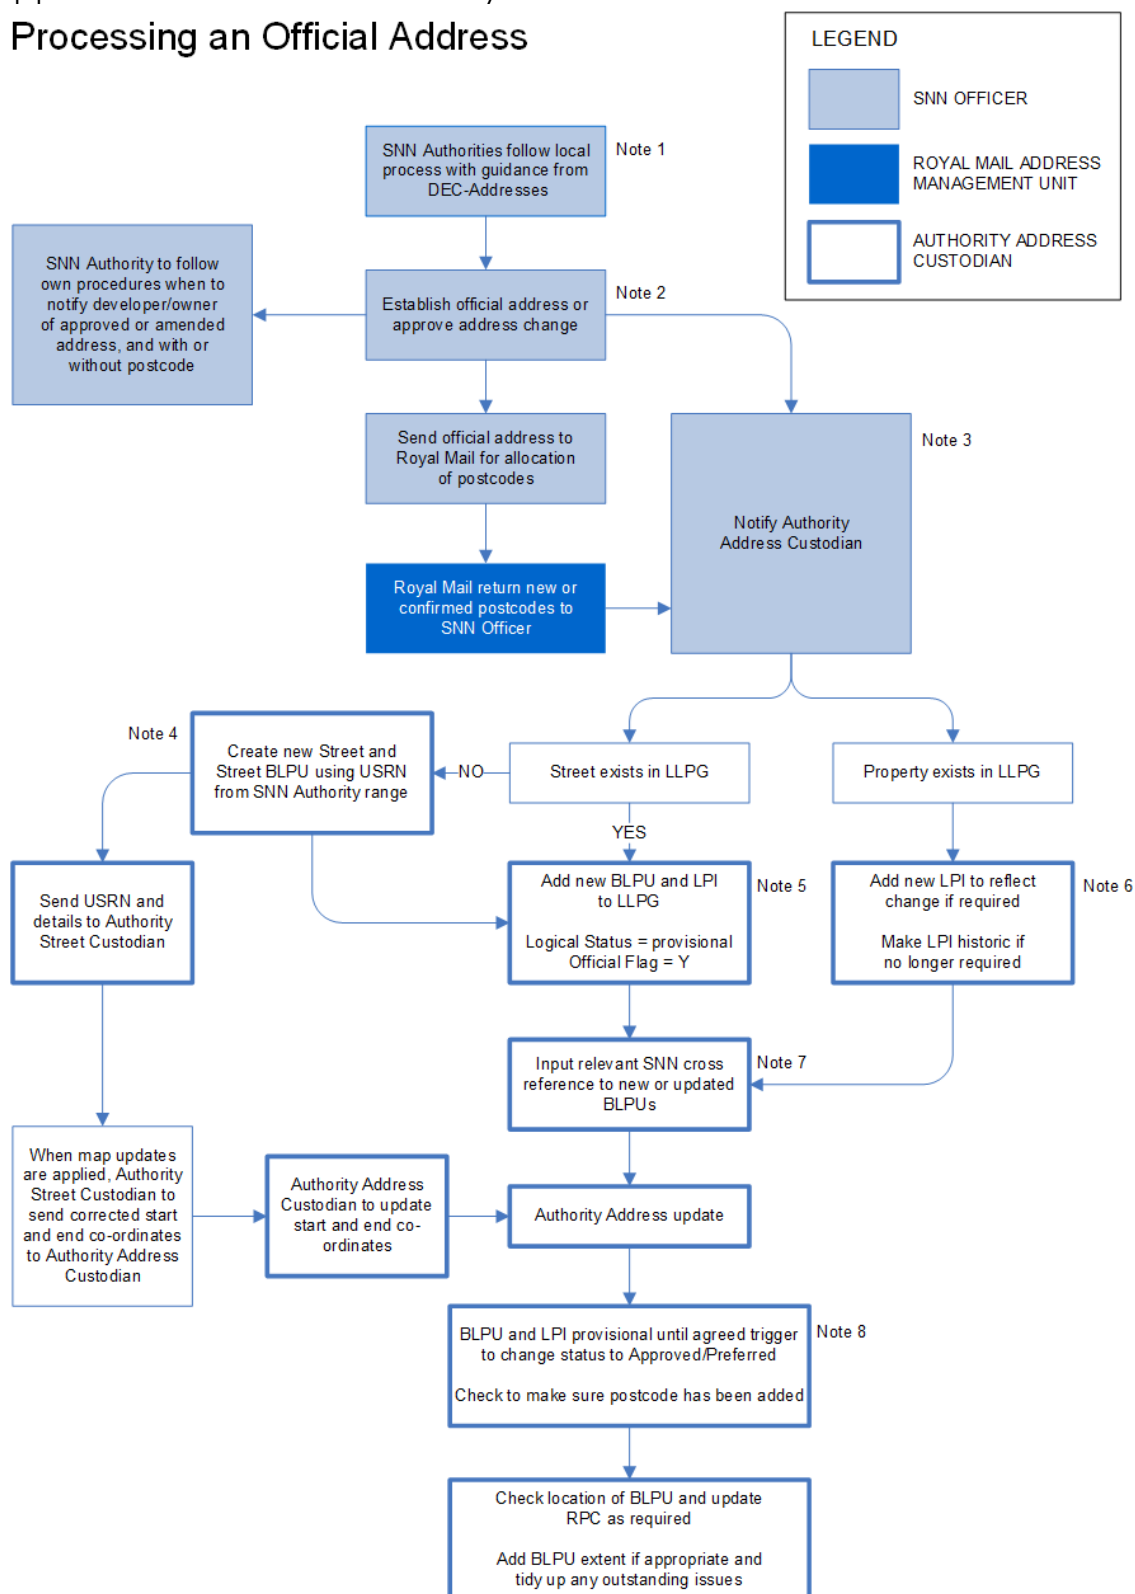 Processing an Official Address
LEGEND
SNN OFFICER
ROYAL MAIL ADDRESS
MANAGEMENT UNIT
AUTHORITY ADDRESS
CUSTODIAN
SNN Authorities follow local
process with guidance from
DEC-Addresses
Note 1
SNN Authority to follow
own procedures when to
notify developer/owner
of approved or amended
address, and with or
without postcode
Establish official address or
approve address change
Note 2
Send official address to
Royal Mail for allocation
of postcodes
Notify Authority
Address Custodian
Note 3
Royal Mail return new or
confirmed postcodes to
SNN Officer
Note 4
Create new Street and
Street BLPU using USRN
from SNN Authority range
NO
Street exists in LLPG
Property exists in LLPG
YES
Send USRN and
details to Authority
Street Custodian
Add new BLPU and LPI
to LLPG
Logical Status = provisional
Official Flag = Y
Note 5
Add new LPI to reflect
change if required
Make LPI historic if
no longer required
Note 6
Input relevant SNN cross
reference to new or updated
BLPUs
Note 7
When map updates
are applied, Authority
Street Custodian to
send corrected start
and end co-ordinates
to Authority Address
Custodian
Authority Address
Custodian to update
start and end co-
ordinates
Authority Address update
BLPU and LPI provisional until agreed trigger
to change status to Approved/Preferred
Check to make sure postcode has been added
Note 8
Check location of BLPU and update
RPC as required
Add BLPU extent if appropriate and
tidy up any outstanding issues